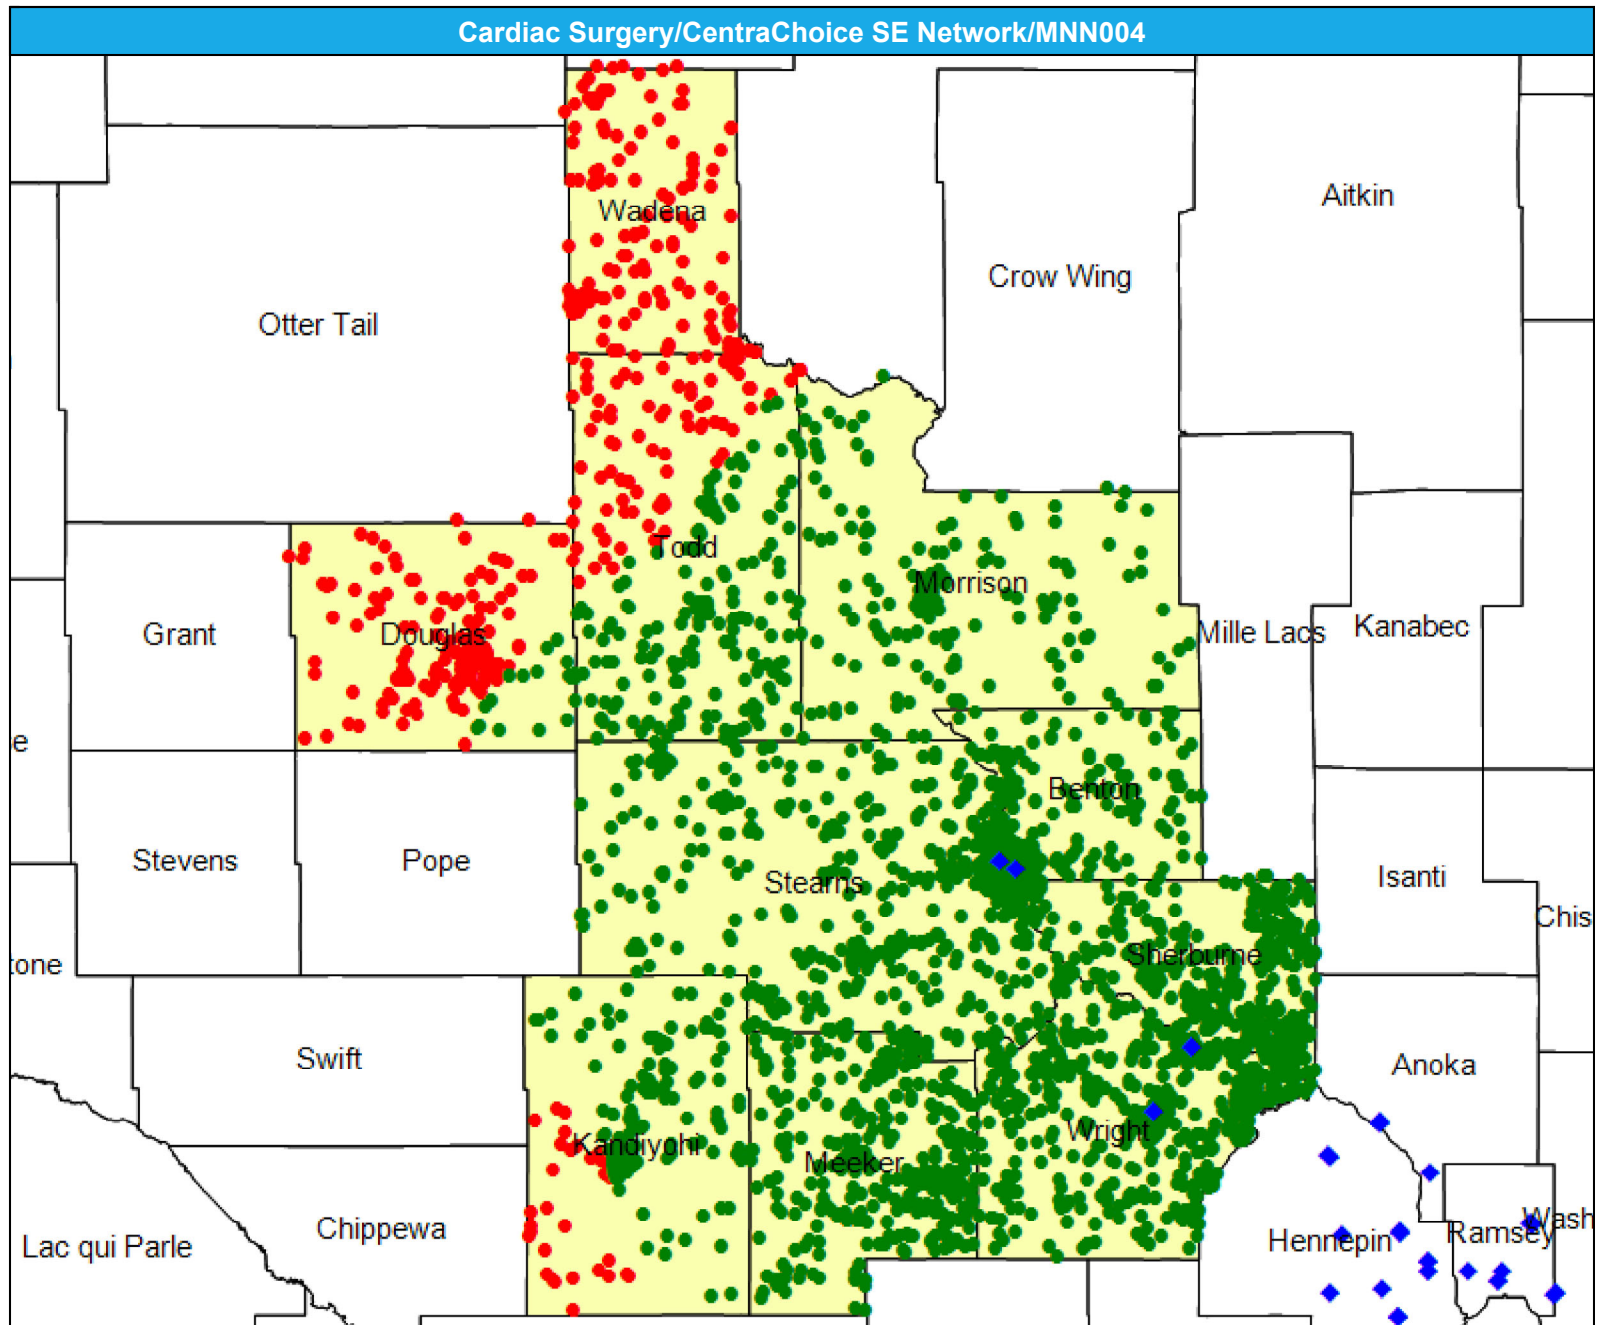 Cardiac Surgery/CentraChoice SE Network/MNN004
Aitkin
Wadena
Crow Wing
Otter Tail
Todd
Morrison
Grant
Douglas
Mille Lacs
Kanabec
e
Benton
Stevens
Pope
Stearns
Isanti
Chis
tone
Sherburne
Swift
Anoka
Kandiyohi
Wright
Meeker
Chippewa
Lac qui Parle
Hennepin
Ramsey
Wash